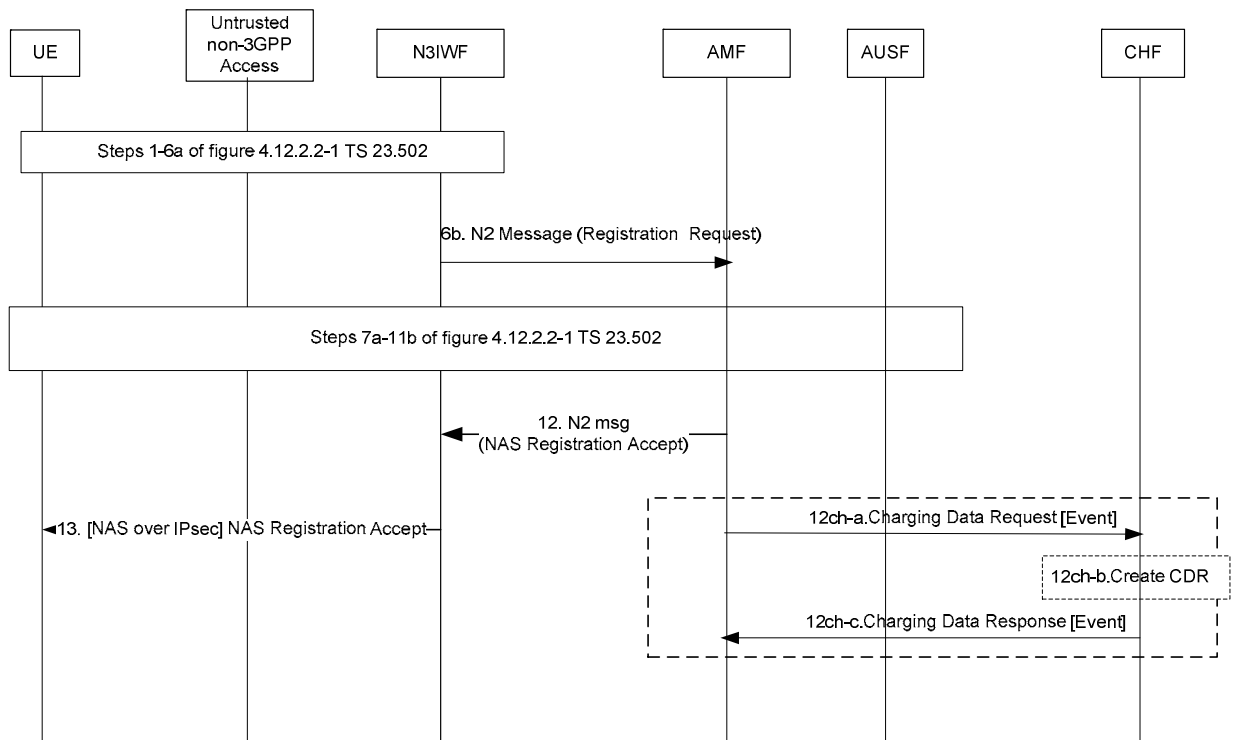 UE
Untrusted
non-3GPP
Access
N3IWF
AMF
AUSF
CHF
Steps 1-6a of figure 4.12.2.2-1 TS 23.502
6b. N2 Message (Registration Request)
Steps 7a-11b of figure 4.12.2.2-1 TS 23.502
12. N2 msg
(NAS Registration Accept)
12ch-a.Charging Data Request [Event]
13. [NAS over IPsec] NAS Registration Accept
12ch-b.Create CDR
12ch-c.Charging Data Response [Event]